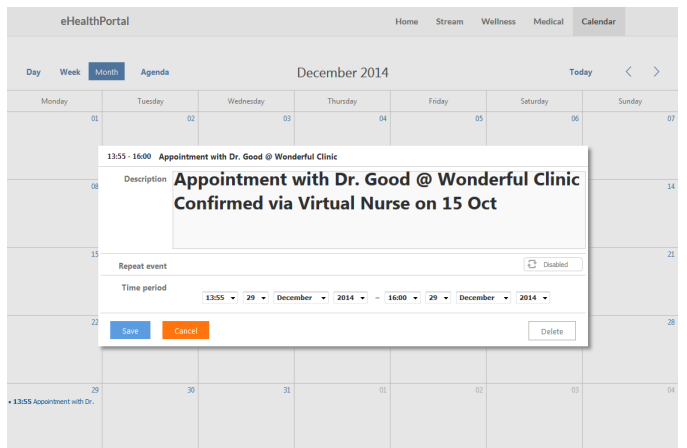 eHealthPortal Home Stream Wellness Medical Calendar
Day Week Month Agenda December 2014 Today
Monday Tuesday Wednesday Thursday Friday Saturday Sunday
01 02 03 04 05 06 07
13:55 - 16:00 Appointment with Dr. Good @ Wonderful Clinic
08 Description Appointment with Dr. Good @ Wonderful Clinic 14
Confirmed via Virtual Nurse on 15 Oct
15 21
Repeat event Disabled
Time period
13:55 29 December 2014 – 16:00 29 December 2014
22 28
Save Cancel Delete
29 30 31 01 02 03 04
• 13:55 Appointment with Dr.